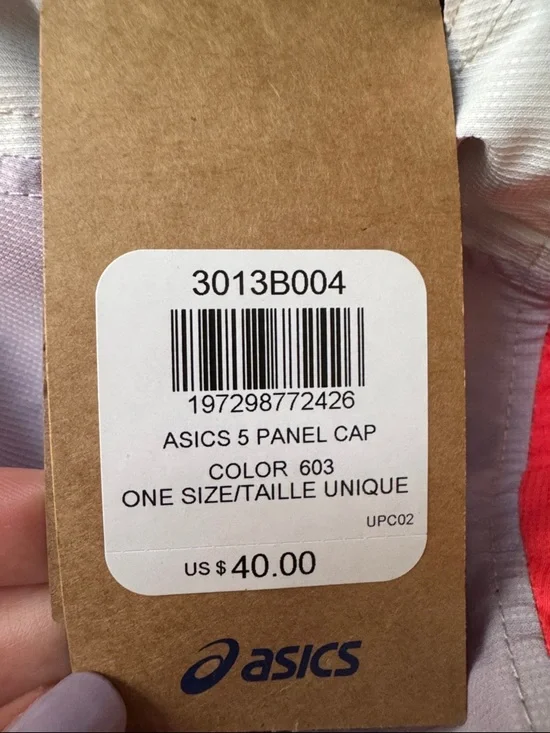 3013B004
197298772426
ASICS 5 PANEL CAP
COLOR 603
ONE SIZE/TAILLE UNIQUE
UPC02
US $40.00
asics